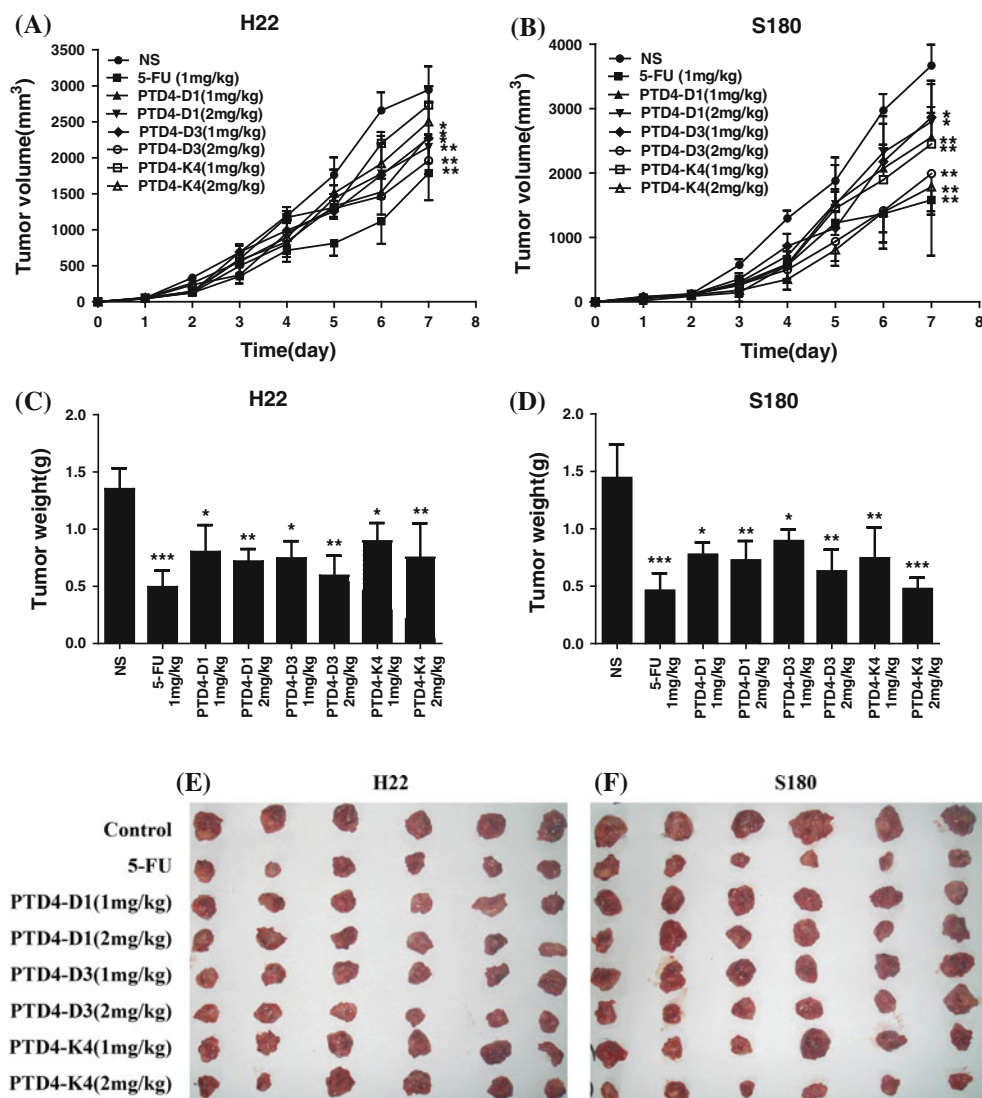 (A)
H22
Tumor volume(mm³)
3500
3000
2500
2000
1500
1000
500
0
NS
5-FU (1mg/kg)
PTD4-D1(1mg/kg)
PTD4-D1(2mg/kg)
PTD4-D3(1mg/kg)
PTD4-D3(2mg/kg)
PTD4-K4(1mg/kg)
PTD4-K4(2mg/kg)
*
*
*
**
**
**
0 1 2 3 4 5 6 7 8
Time(day)
(B)
S180
Tumor volume(mm³)
4000
3000
2000
1000
0
NS
5-FU (1mg/kg)
PTD4-D1(1mg/kg)
PTD4-D1(2mg/kg)
PTD4-D3(1mg/kg)
PTD4-D3(2mg/kg)
PTD4-K4(1mg/kg)
PTD4-K4(2mg/kg)
*
*
**
**
**
**
**
0 1 2 3 4 5 6 7 8
Time(day)
(C)
H22
Tumor weight(g)
2.0
1.5
1.0
0.5
0.0
*** * ** * ** * **
NS
5-FU
1mg/kg
PTD4-D1
1mg/kg
PTD4-D1
2mg/kg
PTD4-D3
1mg/kg
PTD4-D3
2mg/kg
PTD4-K4
1mg/kg
PTD4-K4
2mg/kg
(D)
S180
Tumor weight(g)
2.0
1.5
1.0
0.5
0.0
*** * ** * ** ** ***
NS
5-FU
1mg/kg
PTD4-D1
1mg/kg
PTD4-D1
2mg/kg
PTD4-D3
1mg/kg
PTD4-D3
2mg/kg
PTD4-K4
1mg/kg
PTD4-K4
2mg/kg
(E)
H22
Control
5-FU
PTD4-D1(1mg/kg)
PTD4-D1(2mg/kg)
PTD4-D3(1mg/kg)
PTD4-D3(2mg/kg)
PTD4-K4(1mg/kg)
PTD4-K4(2mg/kg)
(F)
S180